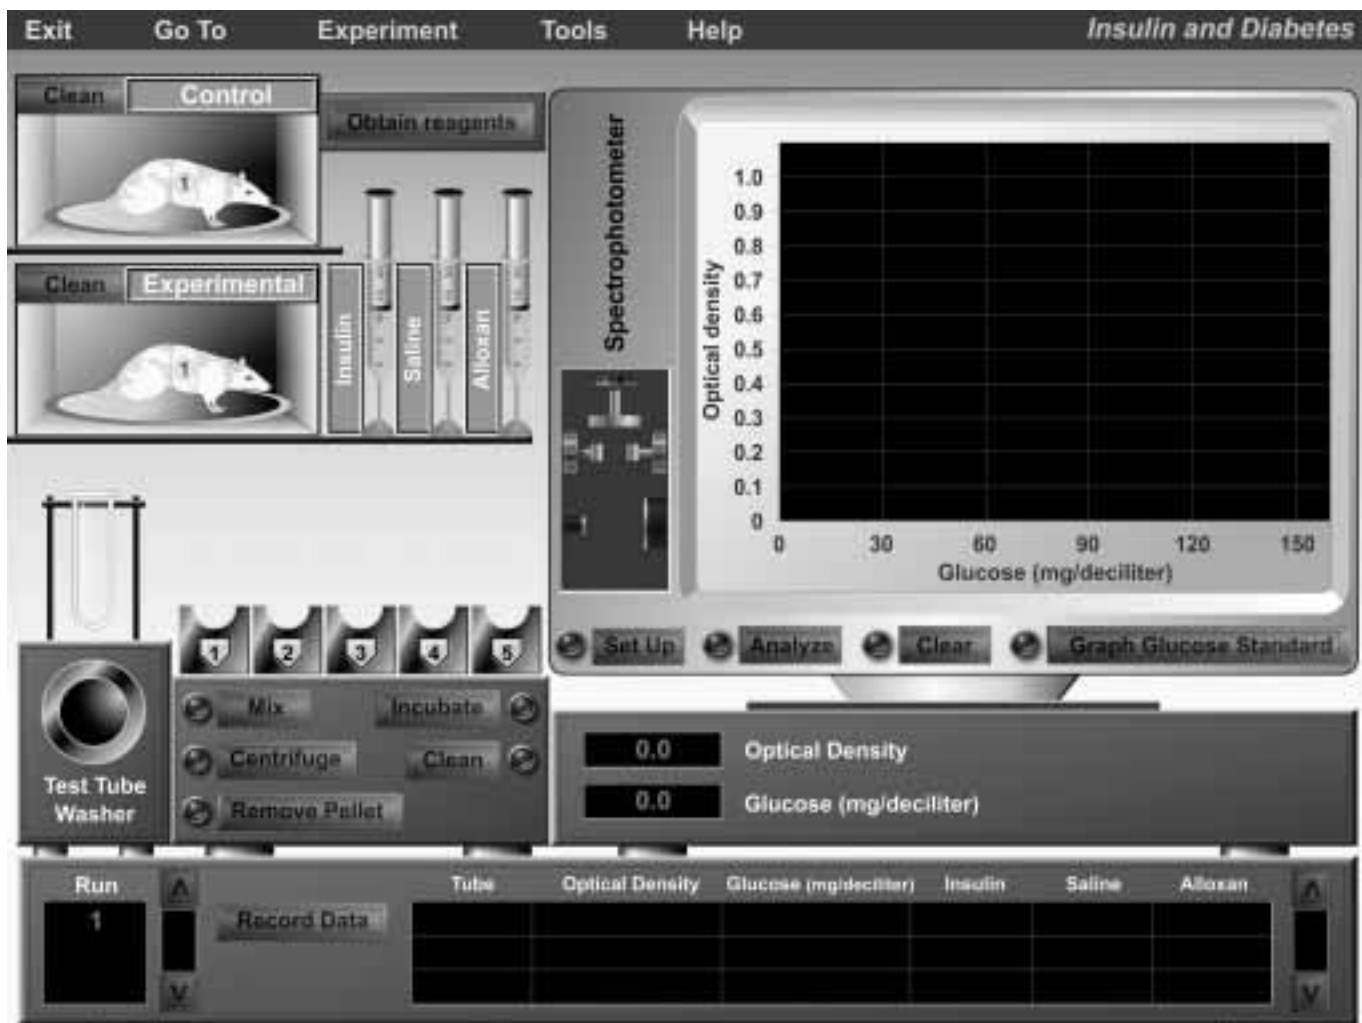 Exit Go To Experiment Tools Help Insulin and Diabetes
Clean Control
1
Obtain reagents
Clean Experimental
1
Insulin
Saline
Alloxan
Spectrophotometer
Optical density
1.0
0.9
0.8
0.7
0.6
0.5
0.4
0.3
0.2
0.1
0
0 30 60 90 120 150
Glucose (mg/deciliter)
Set Up Analyze Clear Graph Glucose Standard
1 2 3 4 5
Mix Incubate
Centrifuge Clean
Remove Pellet
Test Tube
Washer
0.0 Optical Density
0.0 Glucose (mg/deciliter)
Run
1
Record Data
Tube Optical Density Glucose (mg/deciliter) Insulin Saline Alloxan